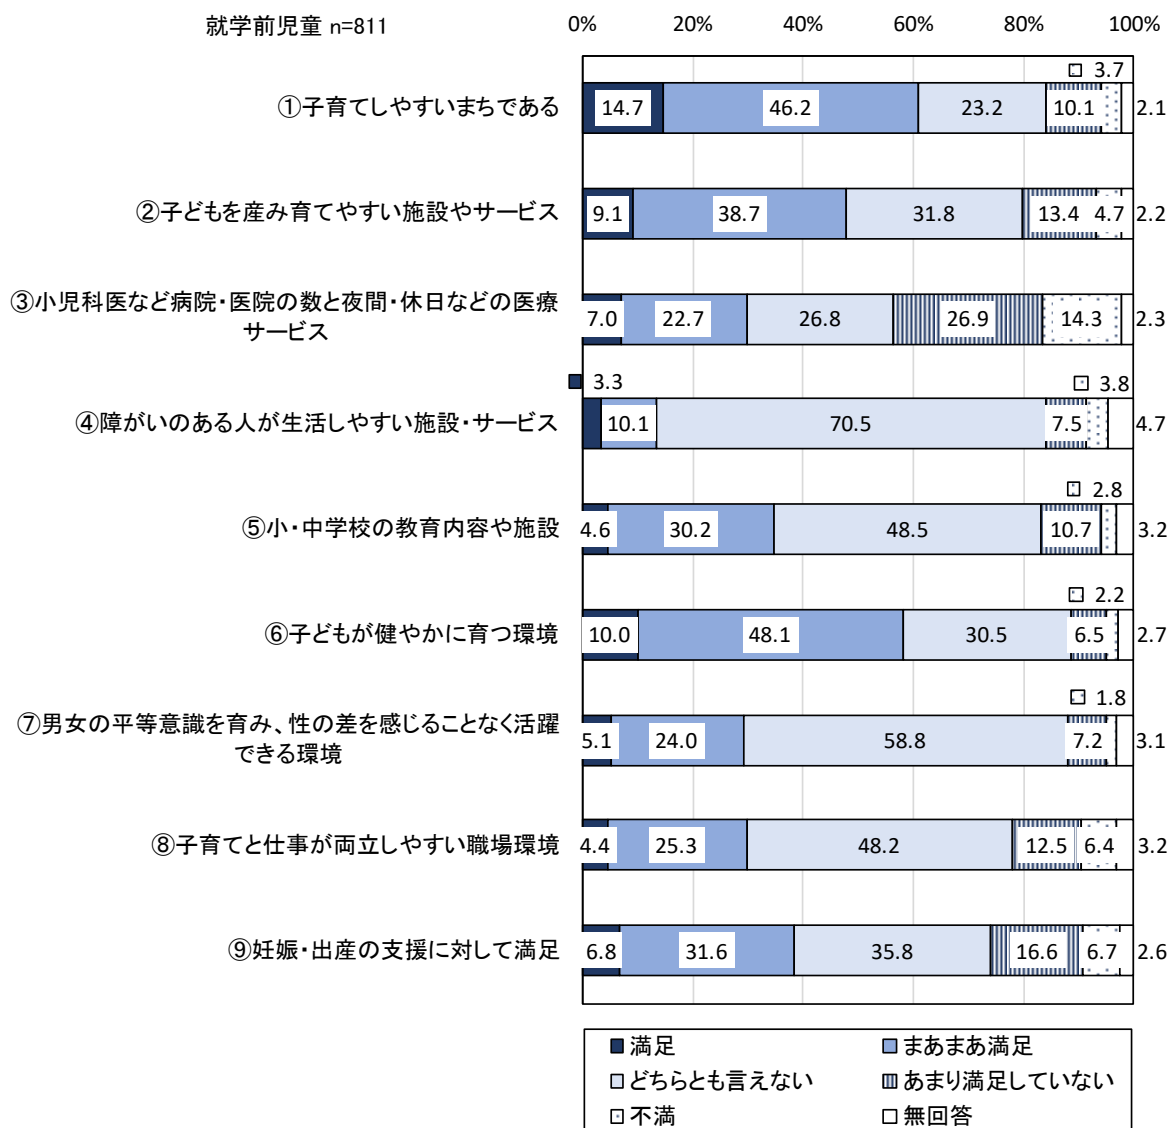 就学前児童 n=811
0% 20% 40% 60% 80% 100%
3.7
①子育てしやすいまちである 14.7 46.2 23.2 10.1 2.1
②子どもを産み育てやすい施設やサービス 9.1 38.7 31.8 13.4 4.7 2.2
③小児科医など病院・医院の数と夜間・休日などの医療
サービス
7.0 22.7 26.8 26.9 14.3 2.3
3.3 3.8
④障がいのある人が生活しやすい施設・サービス 10.1 70.5 7.5 4.7
2.8
⑤小・中学校の教育内容や施設 4.6 30.2 48.5 10.7 3.2
2.2
⑥子どもが健やかに育つ環境 10.0 48.1 30.5 6.5 2.7
1.8
⑦男女の平等意識を育み、性の差を感じることなく活躍
できる環境
5.1 24.0 58.8 7.2 3.1
⑧子育てと仕事が両立しやすい職場環境 4.4 25.3 48.2 12.5 6.4 3.2
⑨妊娠・出産の支援に対して満足 6.8 31.6 35.8 16.6 6.7 2.6
満足 まあまあ満足
どちらとも言えない あまり満足していない
不満 無回答